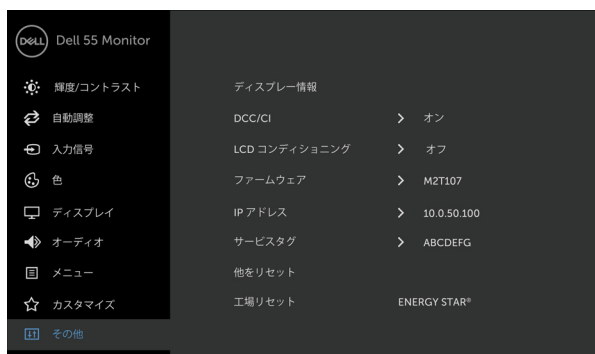 DELL Dell 55 Monitor
輝度/コントラスト
自動調整
入力信号
色
ディスプレイ
オーディオ
メニュー
カスタマイズ
その他
ディスプレー情報
DCC/CI オン
LCD コンディショニング オフ
ファームウェア M2T107
IP アドレス 10.0.50.100
サービスタグ ABCDEFG
他をリセット
工場リセット ENERGY STAR®